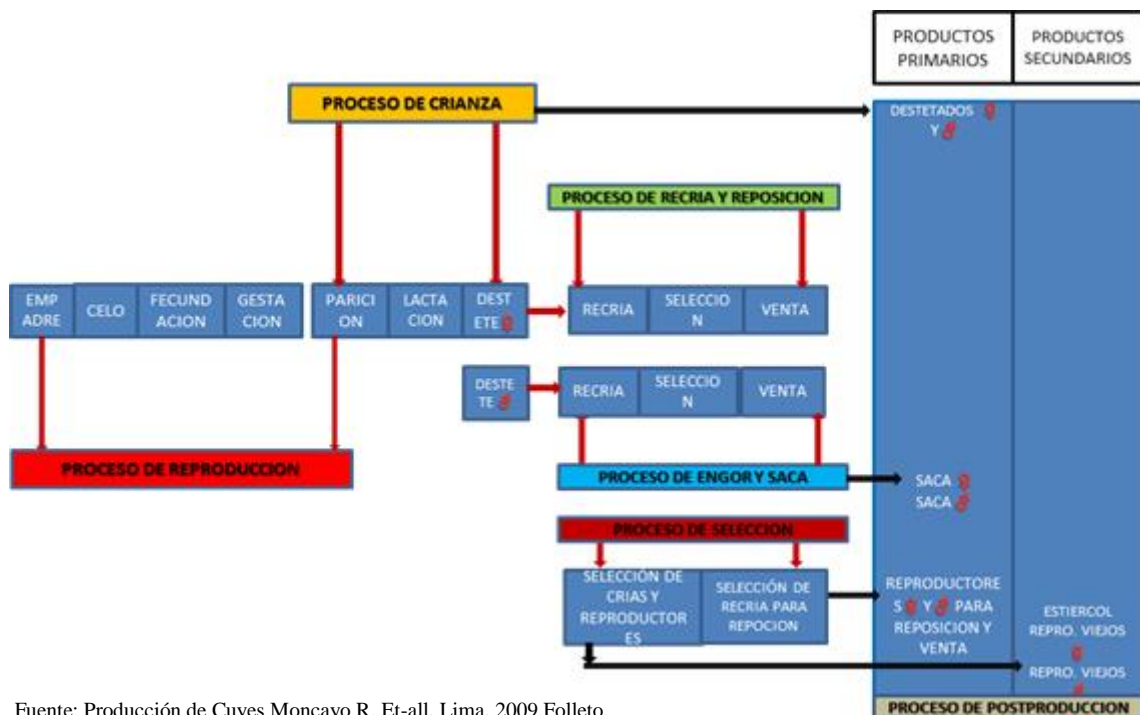 PRODUCTOS
PRIMARIOS
PRODUCTOS
SECUNDARIOS
PROCESO DE CRIANZA
DESTETADOS ♀
Y ♂
PROCESO DE RECRIA Y REPOSICION
EMP
ADRE
CELO
FECUND
ACION
GESTA
CION
PARICI
ON
LACTA
CION
DEST
ETE ♀
RECRIA
SELECCIO
N
VENTA
DESTE
TE ♂
RECRIA
SELECCIO
N
VENTA
PROCESO DE REPRODUCCION
PROCESO DE ENGOR Y SACA
SACA ♀
SACA ♂
PROCESO DE SELECCION
SELECCIÓN DE
CRIAS Y
REPRODUCTOR
ES
SELECCIÓN DE
RECRIA PARA
REPOCION
REPRODUCTORE
S ♀ Y ♂ PARA
REPOSICION Y
VENTA
ESTIERCOL
REPRO. VIEJOS
♀
REPRO. VIEJOS
PROCESO DE POSTPRODUCCION
Fuente: Producción de Cuyes Moncayo R. Et-all. Lima. 2009 Folleto